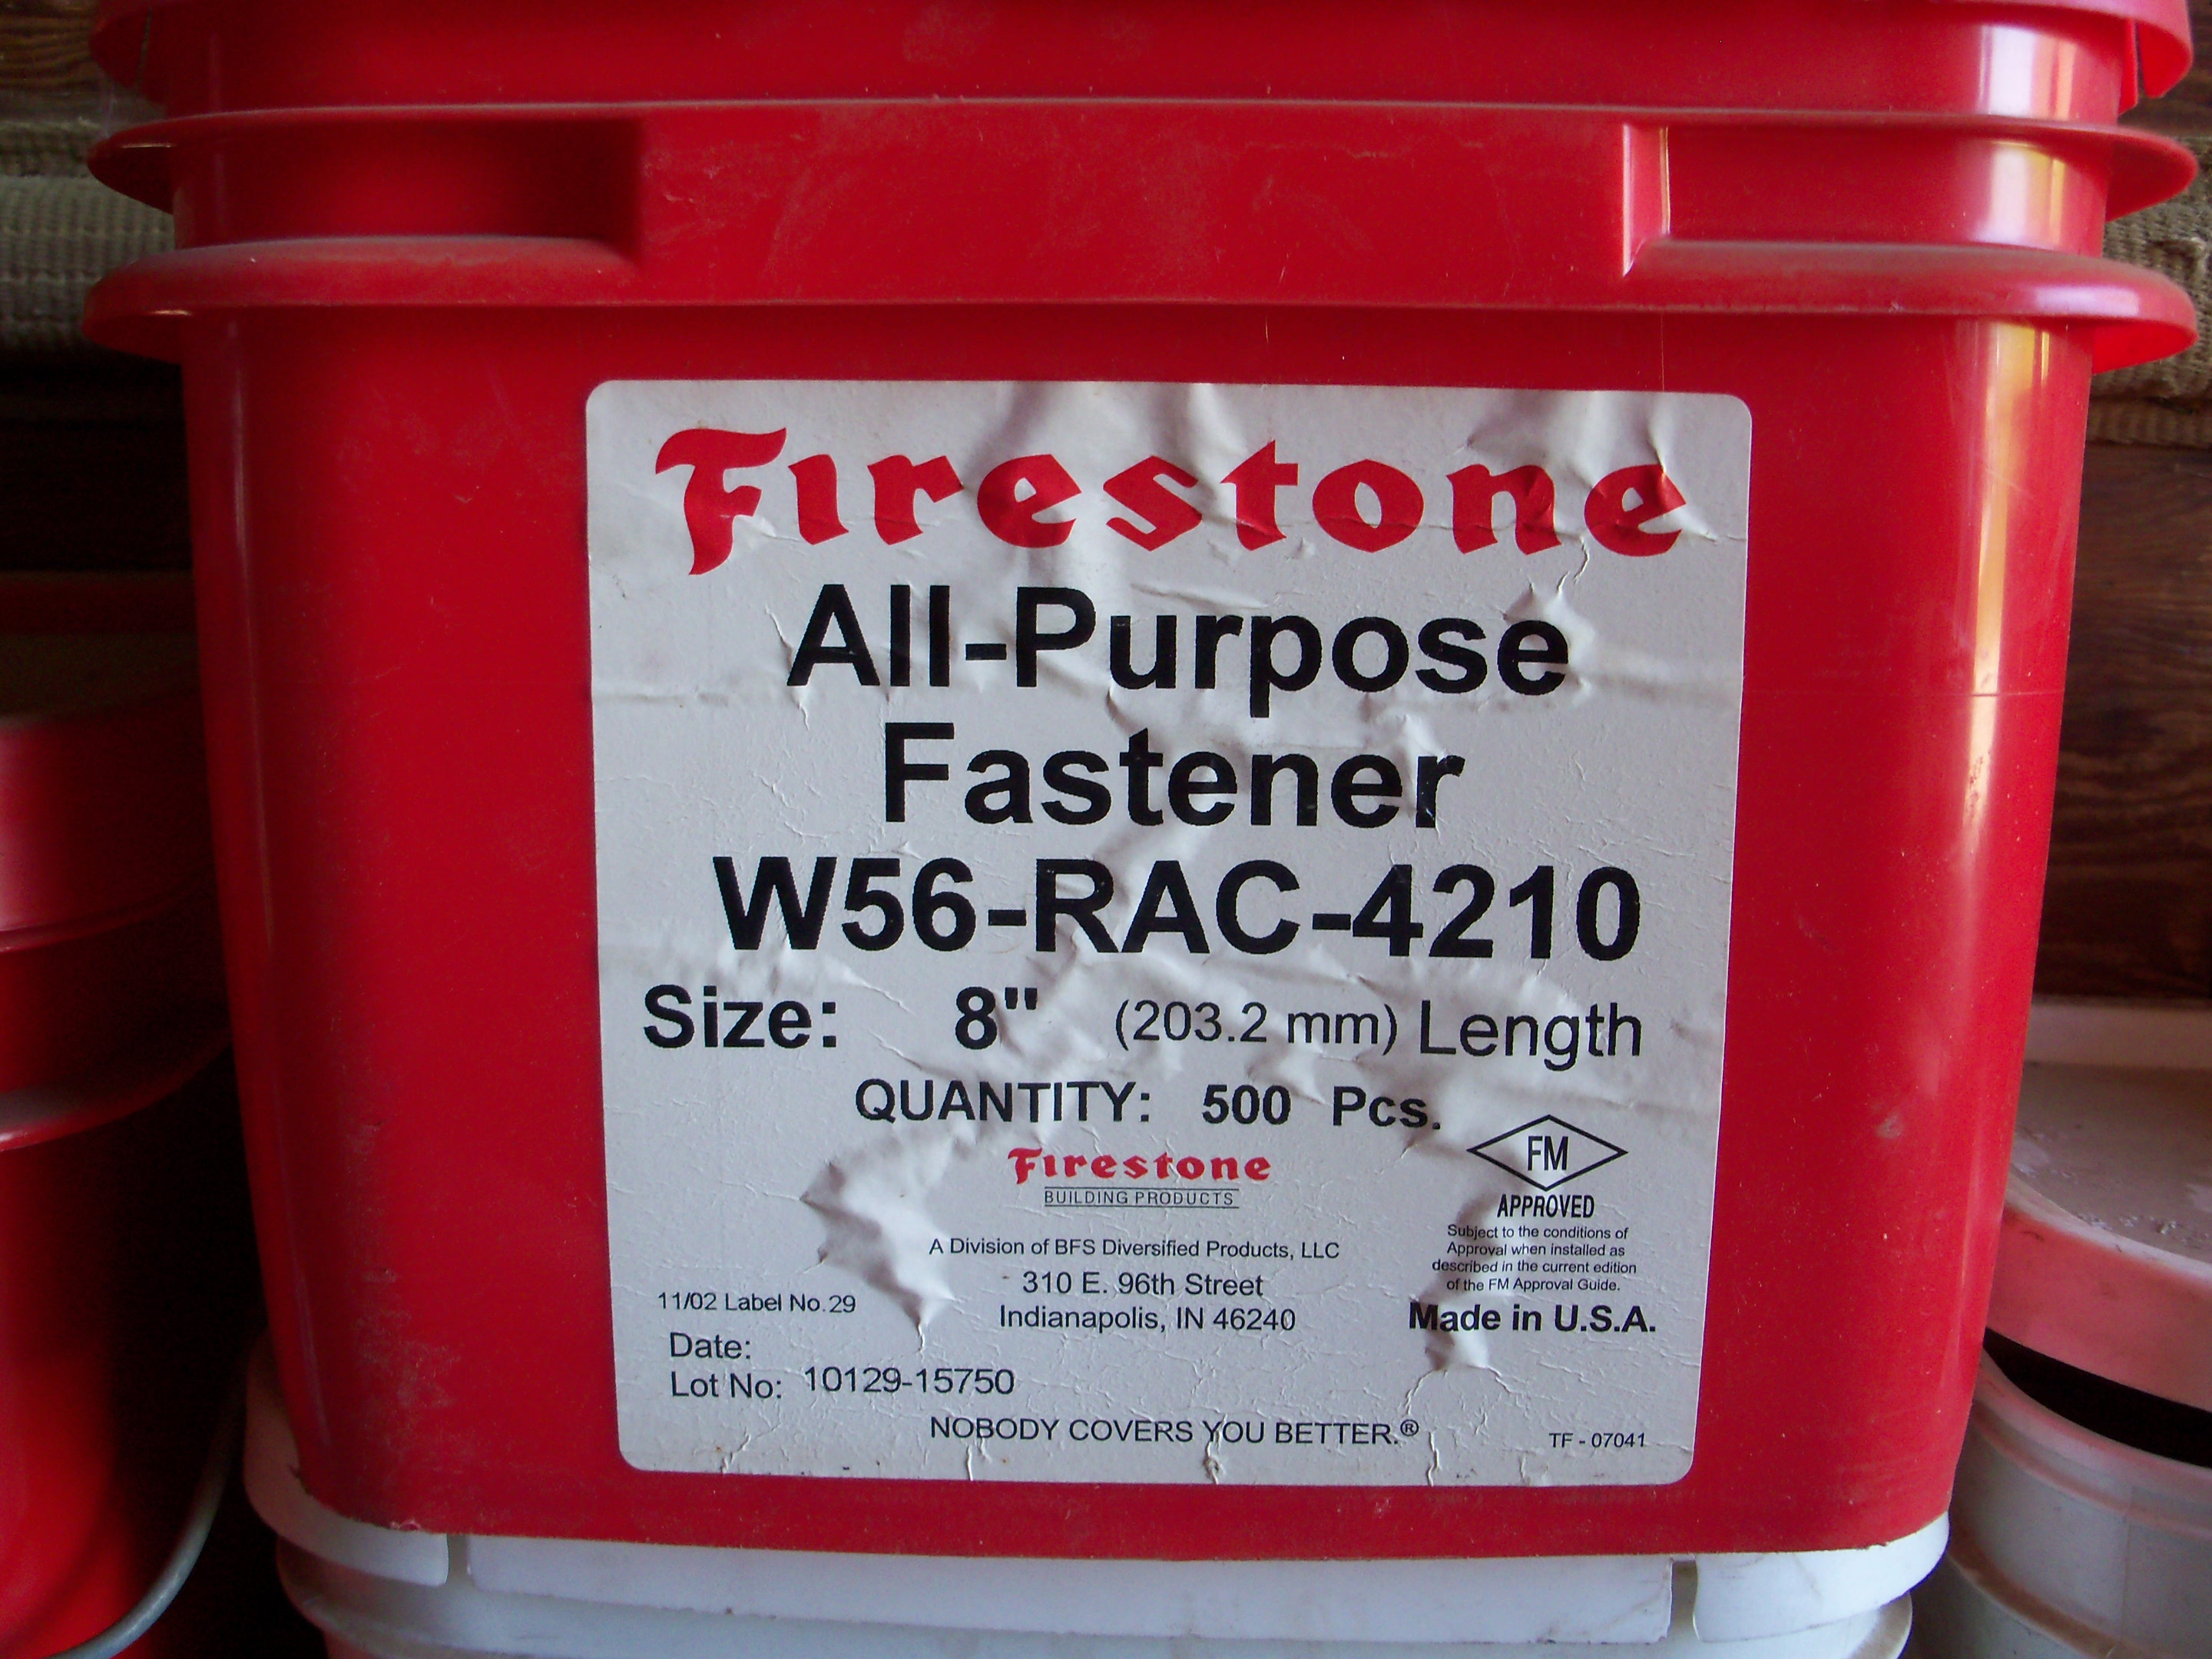 Firestone
All-Purpose
Fastener
W56-RAC-4210
Size: 8" (203.2 mm) Length
QUANTITY: 500 Pcs.
Firestone
BUILDING PRODUCTS
A Division of BFS Diversified Products, LLC
310 E. 96th Street
Indianapolis, IN 46240
FM
APPROVED
Subject to the conditions of
Approval when installed as
described in the current edition
of the FM Approval Guide.
Made in U.S.A.
11/02 Label No.29
Date:
Lot No: 10129-15750
NOBODY COVERS YOU BETTER.®
TF - 07041